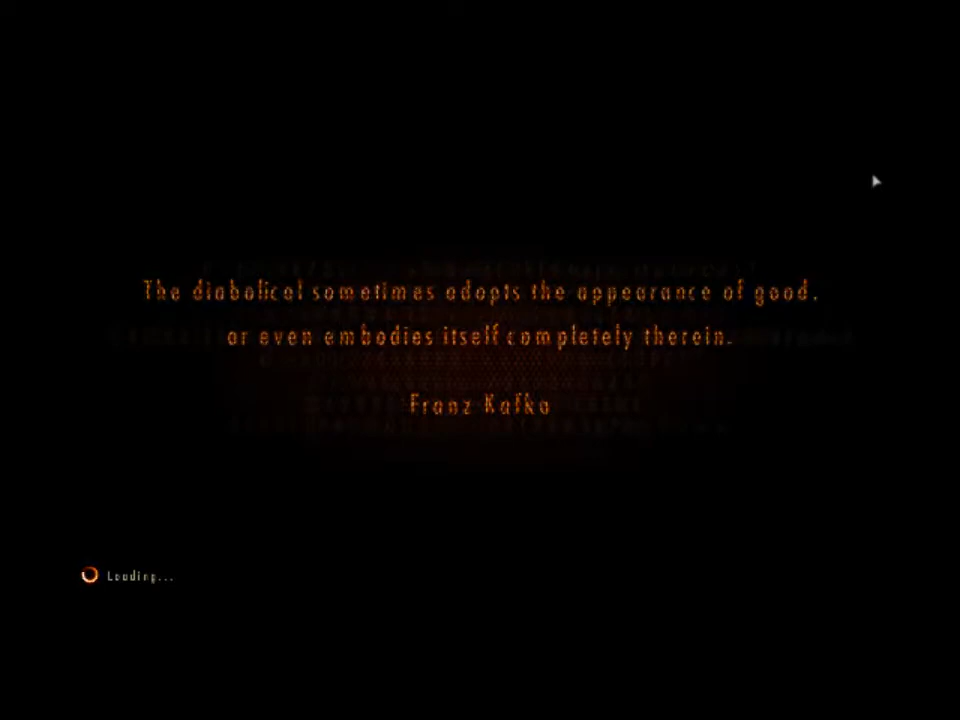 The diabolical sometimes adopts the appearance of good.
or even embodies itself completely therein.
Franz Kafka
Loading...